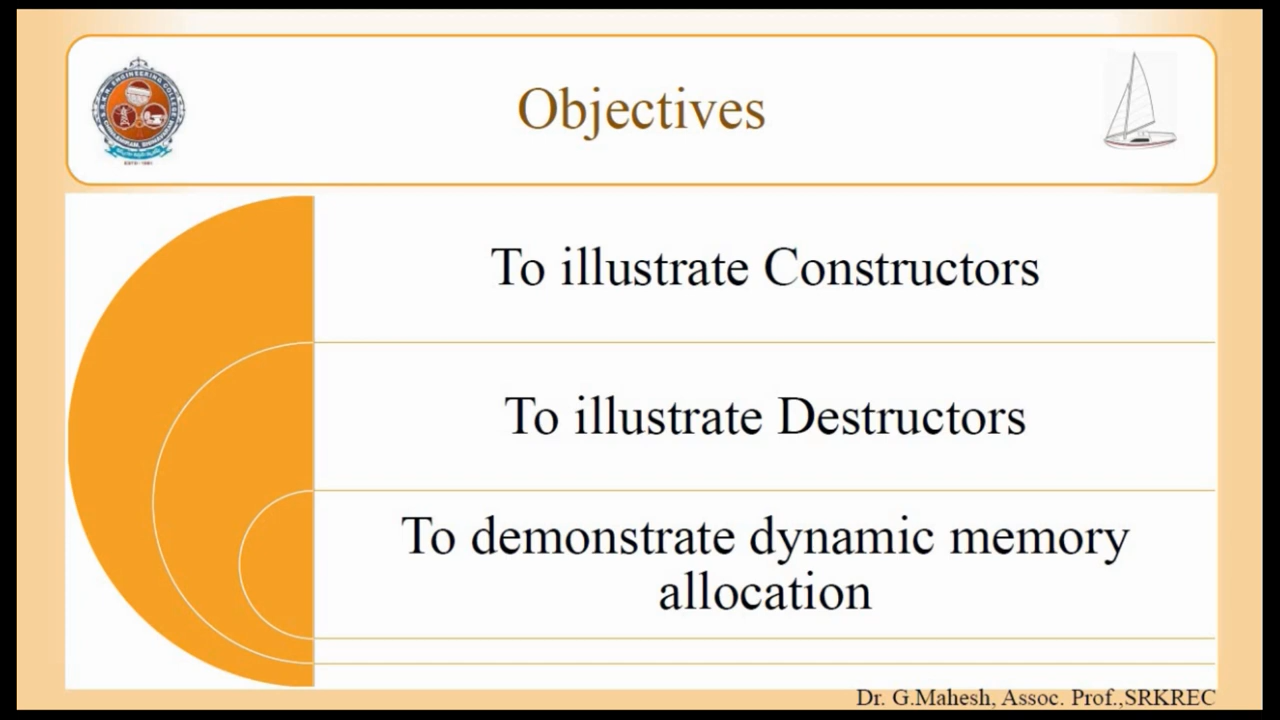 Objectives
To illustrate Constructors
To illustrate Destructors
To demonstrate dynamic memory
allocation
Dr. G.Mahesh, Assoc. Prof.,SRKREC